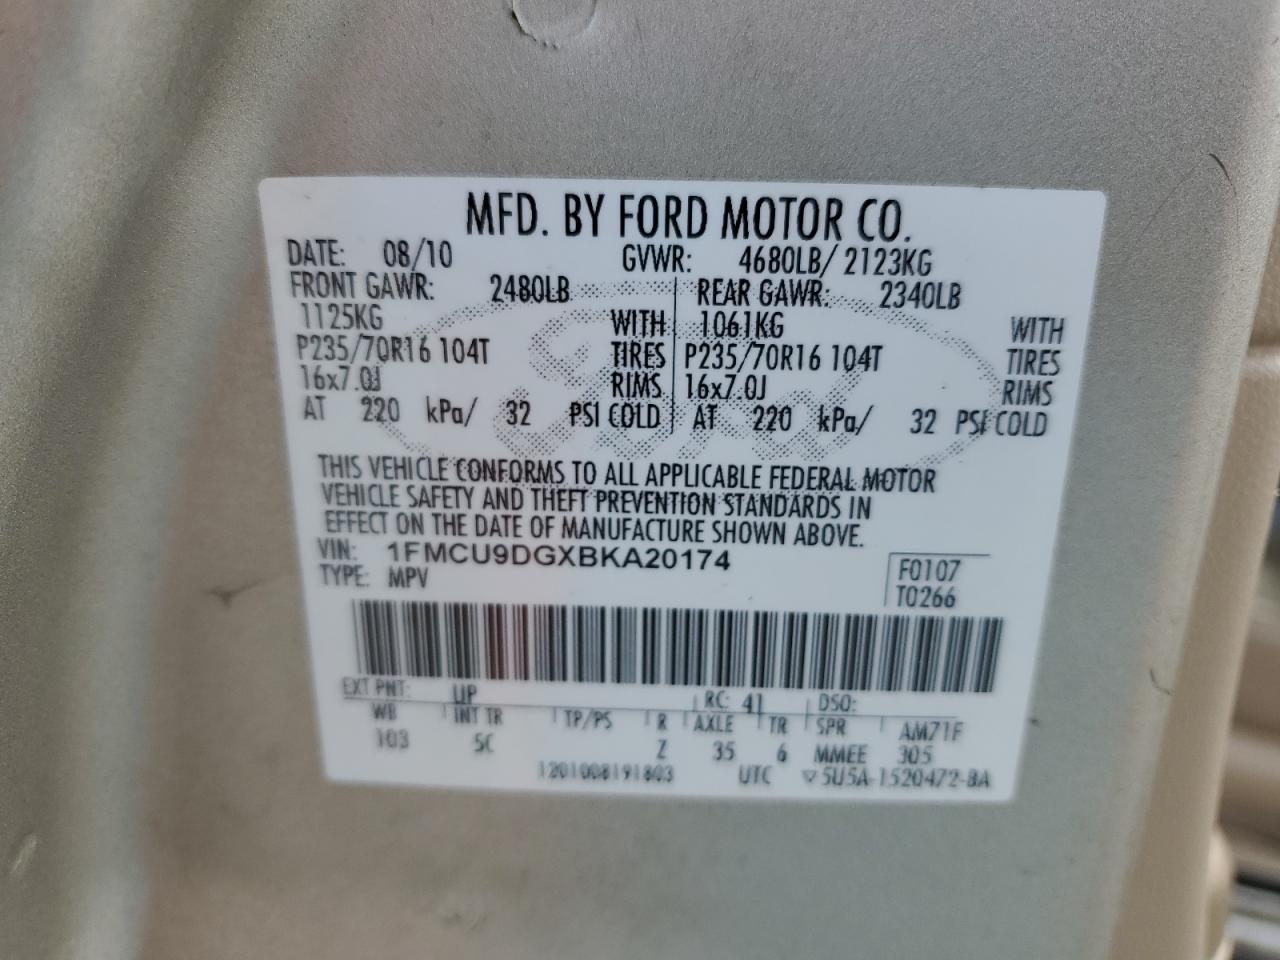 MFD. BY FORD MOTOR CO.
DATE: 08/10 GVWR: 4680LB/ 2123KG
FRONT GAWR: 2480LB REAR GAWR: 2340LB
1125KG WITH 1061KG WITH
P235/70R16 104T TIRES P235/70R16 104T TIRES
16x7.0J RIMS 16x7.0J RIMS
AT 220 kPa/ 32 PSI COLD AT 220 kPa/ 32 PSI COLD
Ford
THIS VEHICLE CONFORMS TO ALL APPLICABLE FEDERAL MOTOR
VEHICLE SAFETY AND THEFT PREVENTION STANDARDS IN
EFFECT ON THE DATE OF MANUFACTURE SHOWN ABOVE.
VIN: 1FMCU9DGXBKA20174
TYPE: MPV F0107
T0266
EXT PNT: UP RC: 41 DSO:
WB INT TR TP/PS R AXLE TR SPR AM71F
103 5C Z 35 6 MMEE 305
1201008191803 UTC ▽5U5A-1520472-BA